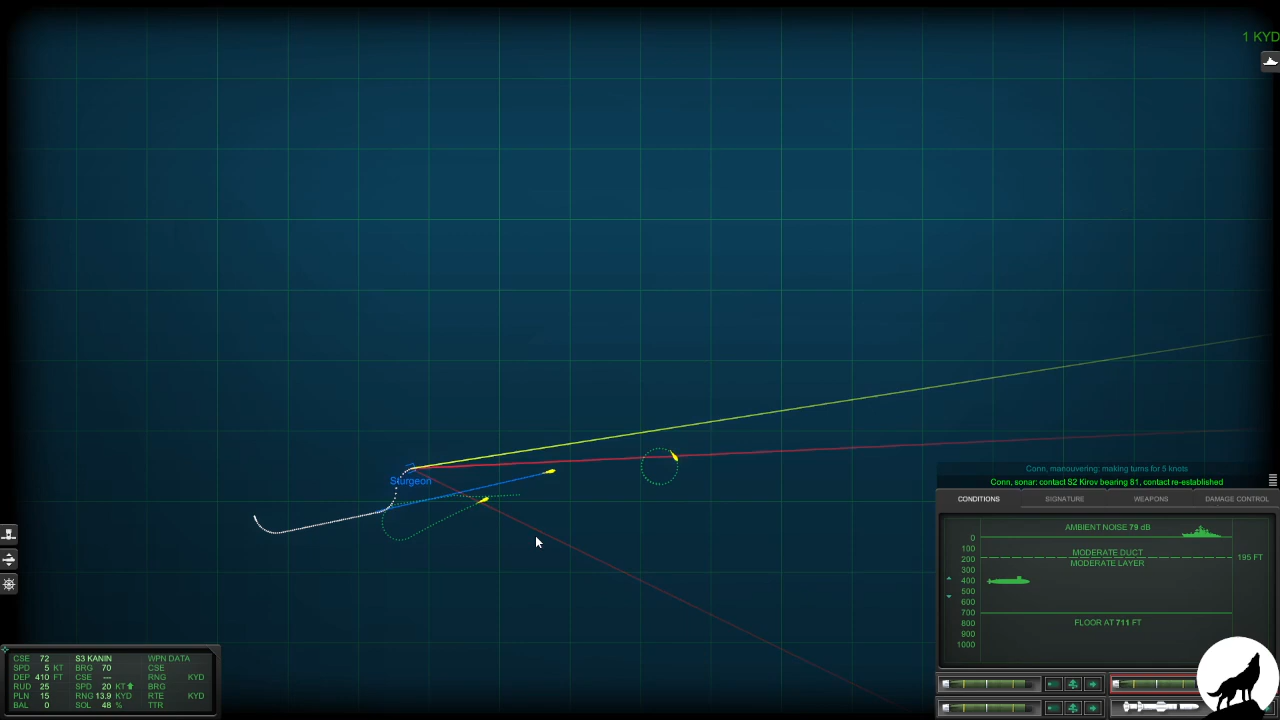 1 KYD
Sturgeon
Conn, manouvering: making turns for 5 knots
Conn, sonar: contact S2 Kirov bearing 81, contact re-established
CONDITIONS SIGNATURE WEAPONS DAMAGE CONTROL
AMBIENT NOISE 79 dB
0
100
200
300
400
500
600
700
800
900
1000
MODERATE DUCT
MODERATE LAYER
195 FT
FLOOR AT 711 FT
CSE 72 S3 KANIN WPN DATA
SPD 5 KT BRG 70 CSE
DEP 410 FT CSE --- RNG KYD
RUD 25 SPD 20 KT BRG
PLN 15 RNG 13.9 KYD RTE KYD
BAL 0 SOL 48 % TTR